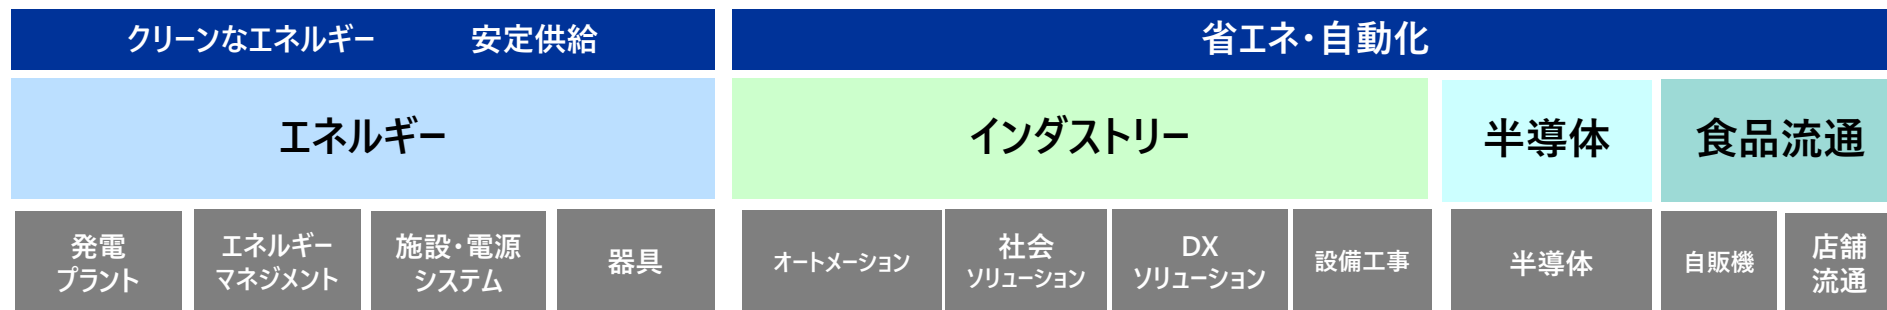 クリーンなエネルギー 安定供給
省エネ・自動化
エネルギー
インダストリー
半導体
食品流通
発電
プラント
エネルギー
マネジメント
施設・電源
システム
器具
オートメーション
社会
ソリューション
DX
ソリューション
設備工事
半導体
自販機
店舗
流通